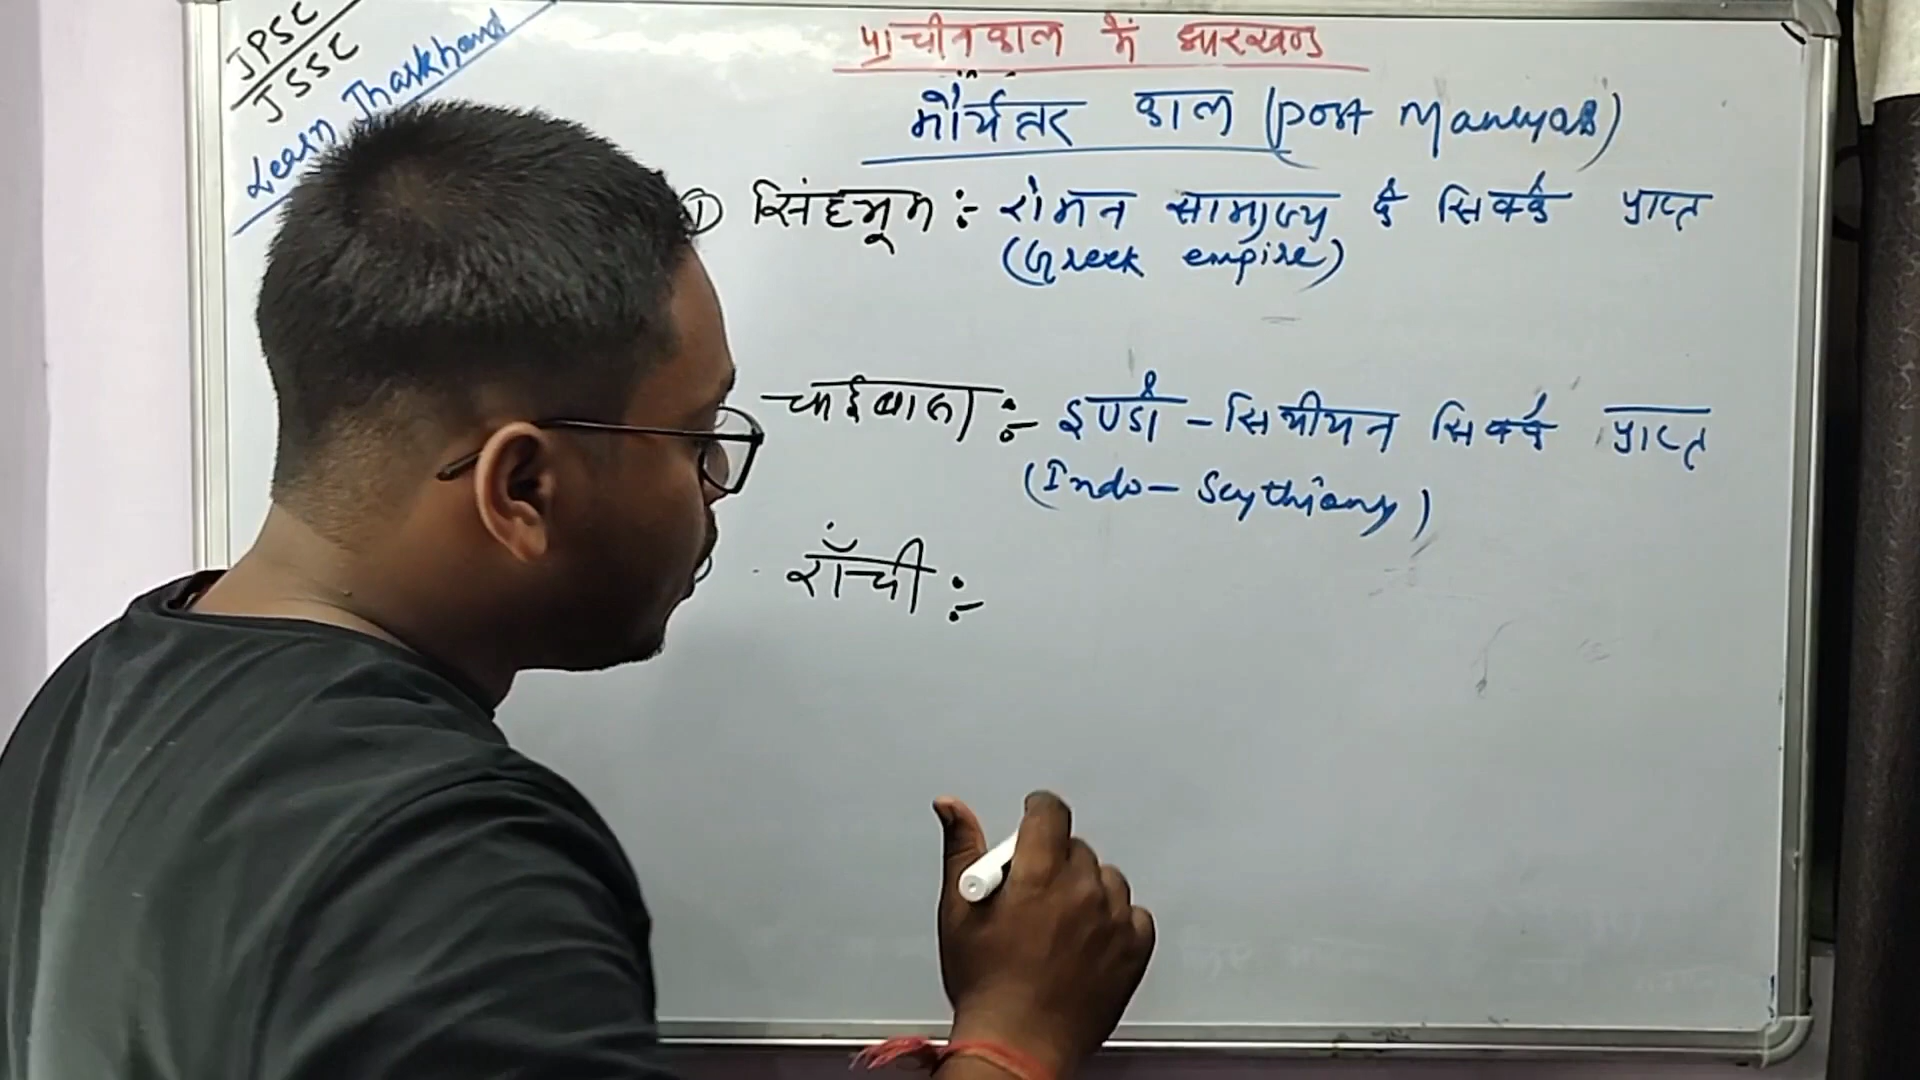 JPSC
JSSC
Learn Jharkhand
प्राचीनकाल में झारखण्ड
मौर्येतर काल (Post Mauryas)
① सिंहभूम :- रोमन साम्राज्य के सिक्के प्राप्त
(Greek empire)
चाईबासा :- इण्डो - सिथीयन सिक्के प्राप्त
(Indo - Scythians)
राँची :-